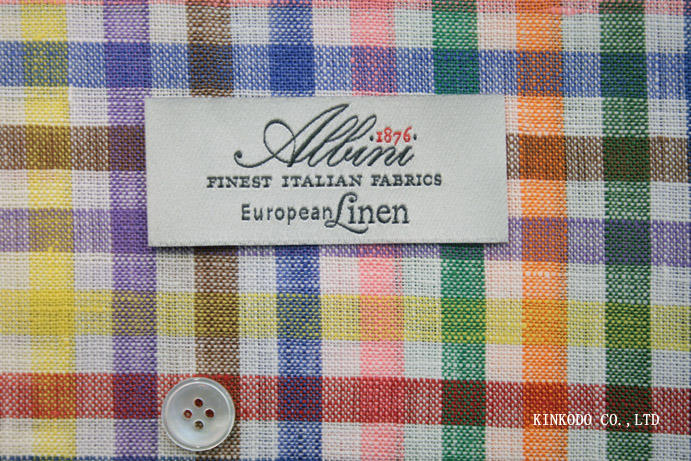 1876
Albini
FINEST ITALIAN FABRICS
European Linen
KINKODO CO.,LTD